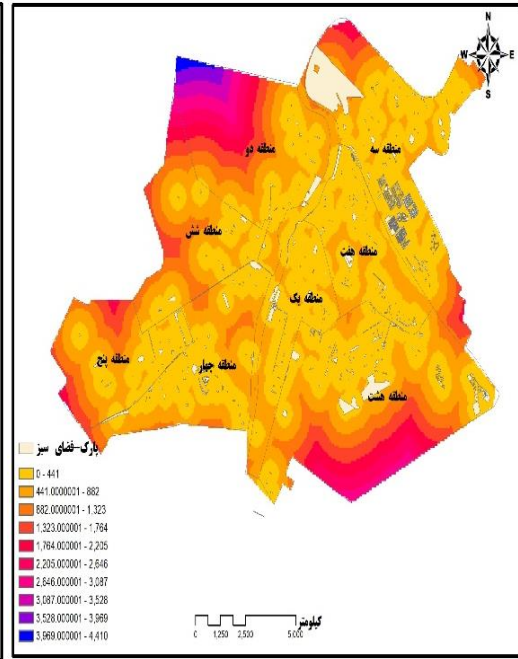 N
W E
S
منطقه دو
منطقه سه
منطقه شش
منطقه هفت
منطقه یک
منطقه پنج
منطقه چهار
منطقه هشت
پارک-فضای سبز
0 - 441
441.0000001 - 882
882.0000001 - 1,323
1,323.000001 - 1,764
1,764.000001 - 2,205
2,205.000001 - 2,646
2,646.000001 - 3,087
3,087.000001 - 3,528
3,528.000001 - 3,969
3,969.000001 - 4,410
کیلومتر
0 1,250 2,500 5,000